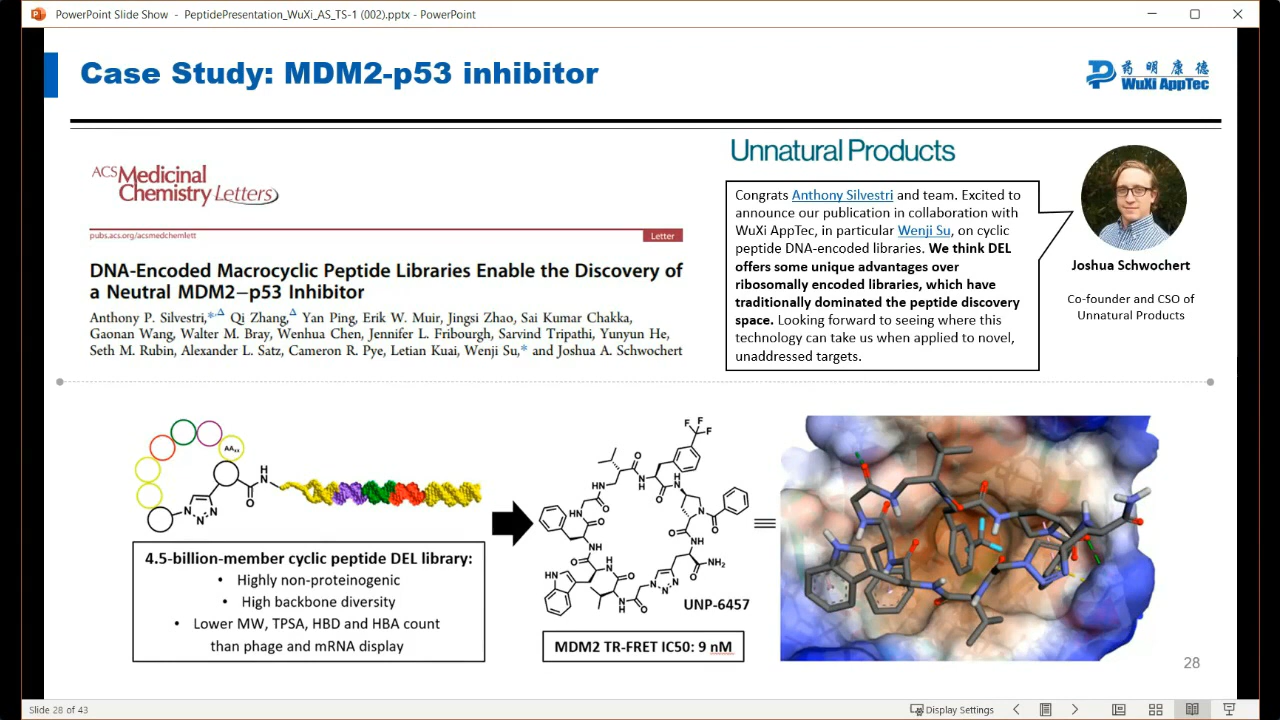 PowerPoint Slide Show - PeptidePresentation_WuXi_AS_TS-1 (002).pptx - PowerPoint
Case Study: MDM2-p53 inhibitor
药明康德
WuXi AppTec
ACS Medicinal
Chemistry Letters
pubs.acs.org/acsmedchemlett
Letter
DNA-Encoded Macrocyclic Peptide Libraries Enable the Discovery of
a Neutral MDM2−p53 Inhibitor
Anthony P. Silvestri,*,Δ Qi Zhang,Δ Yan Ping, Erik W. Muir, Jingsi Zhao, Sai Kumar Chakka,
Gaonan Wang, Walter M. Bray, Wenhua Chen, Jennifer L. Fribourgh, Sarvind Tripathi, Yunyun He,
Seth M. Rubin, Alexander L. Satz, Cameron R. Pye, Letian Kuai, Wenji Su,* and Joshua A. Schwochert
Unnatural Products
Congrats Anthony Silvestri and team. Excited to
announce our publication in collaboration with
WuXi AppTec, in particular Wenji Su, on cyclic
peptide DNA-encoded libraries. We think DEL
offers some unique advantages over
ribosomally encoded libraries, which have
traditionally dominated the peptide discovery
space. Looking forward to seeing where this
technology can take us when applied to novel,
unaddressed targets.
Joshua Schwochert
Co-founder and CSO of
Unnatural Products
4.5-billion-member cyclic peptide DEL library:
• Highly non-proteinogenic
• High backbone diversity
• Lower MW, TPSA, HBD and HBA count
than phage and mRNA display
UNP-6457
MDM2 TR-FRET IC50: 9 nM
28
Slide 28 of 43
Display Settings